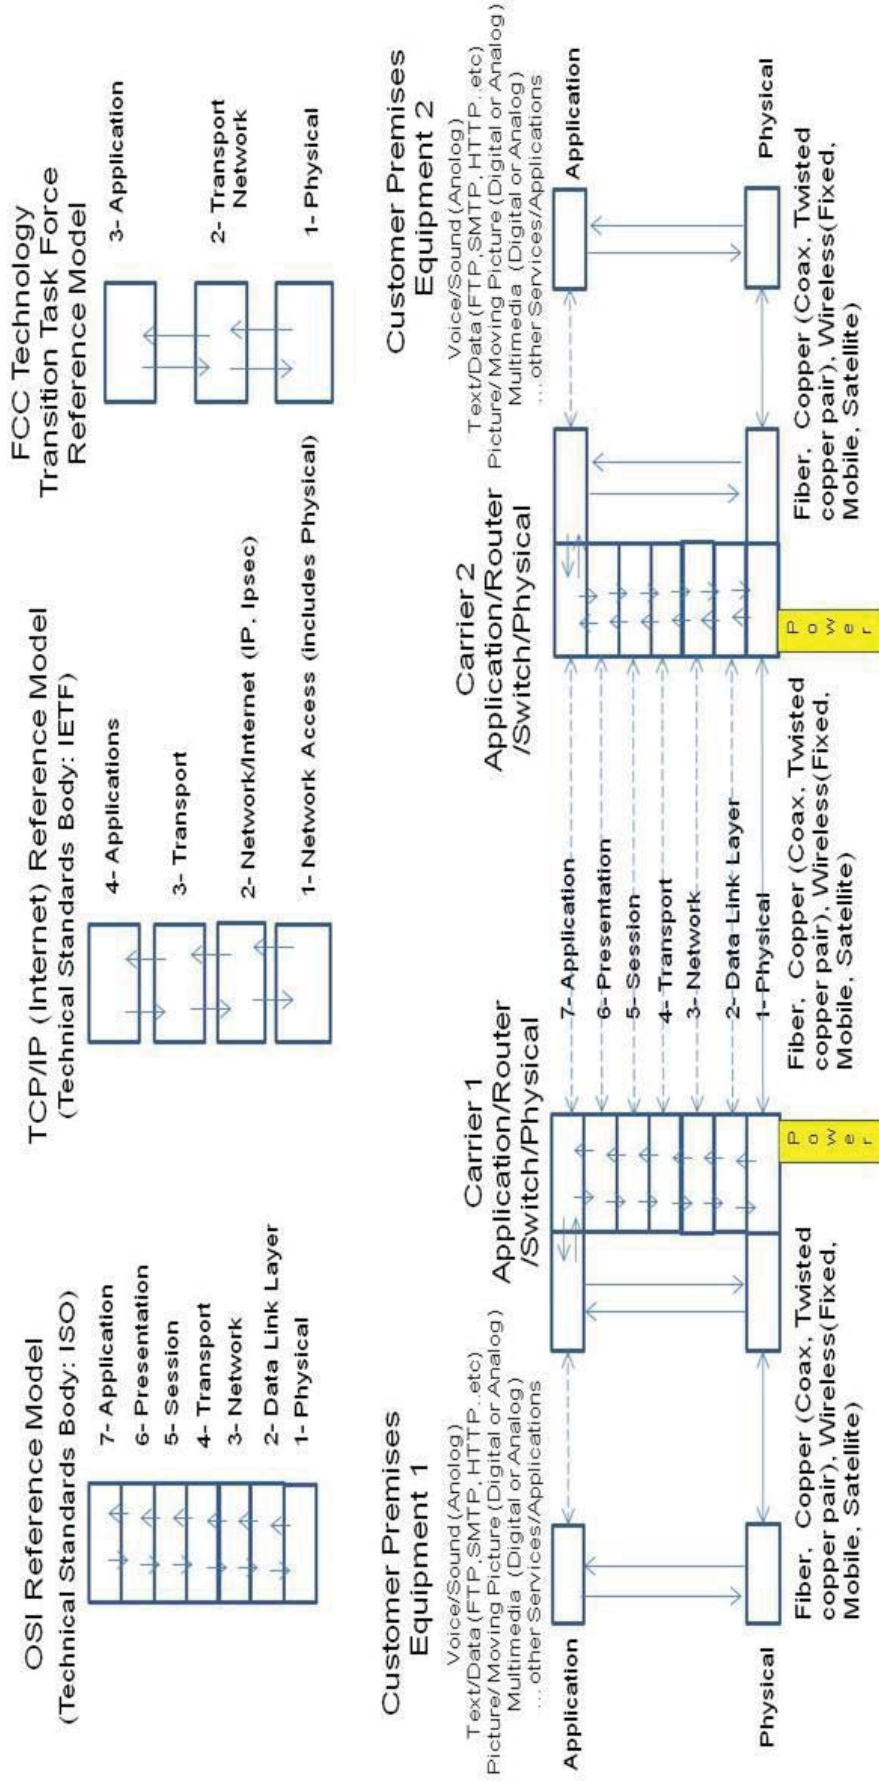 OSI Reference Model
(Technical Standards Body: ISO)
7- Application
6- Presentation
5- Session
4- Transport
3- Network
2- Data Link Layer
1- Physical
TCP/IP (Internet) Reference Model
(Technical Standards Body: IETF)
4- Applications
3- Transport
2- Network/Internet (IP, Ipsec)
1- Network Access (includes Physical)
FCC Technology
Transition Task Force
Reference Model
3- Application
2- Transport
Network
1- Physical
Customer Premises
Equipment 1
Voice/Sound (Anolog)
Text/Data (FTP,SMTP, HTTP..etc)
Picture/ Moving Picture (Digital or Analog)
Multimedia (Digital or Analog)
...other Services/Applications
Application
Physical
Fiber, Copper (Coax, Twisted
copper pair), Wireless(Fixed,
Mobile, Satellite)
Carrier 1
Application/Router
/Switch/Physical
Power
7- Application
6- Presentation
5- Session
4- Transport
3- Network
2- Data Link Layer
1- Physical
Fiber, Copper (Coax, Twisted
copper pair), Wireless(Fixed,
Mobile, Satellite)
Carrier 2
Application/Router
/Switch/Physical
Power
Customer Premises
Equipment 2
Voice/Sound (Anolog)
Text/Data (FTP,SMTP, HTTP..etc)
Picture/ Moving Picture (Digital or Analog)
Multimedia (Digital or Analog)
...other Services/Applications
Application
Physical
Fiber, Copper (Coax, Twisted
copper pair), Wireless(Fixed,
Mobile, Satellite)